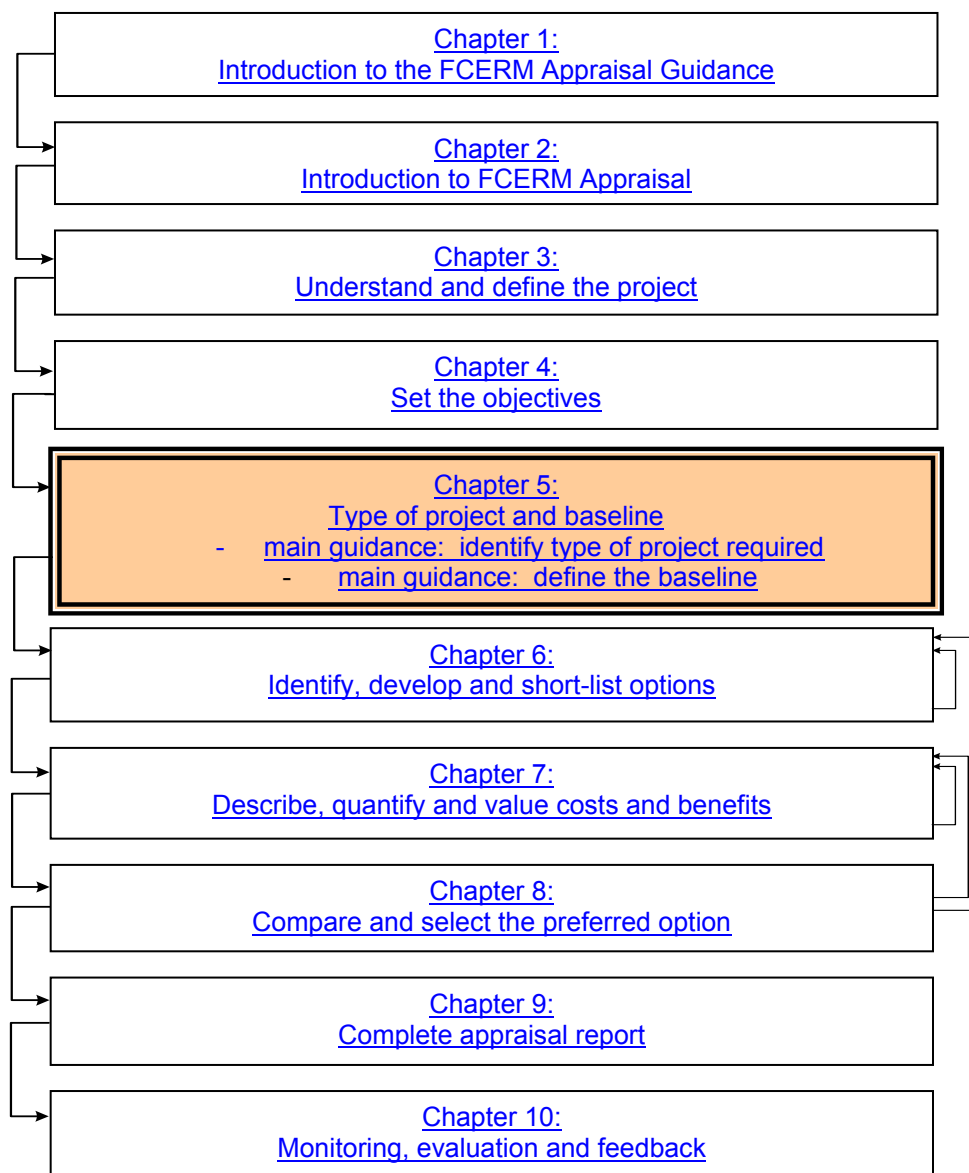 Chapter 1:
Introduction to the FCERM Appraisal Guidance
Chapter 2:
Introduction to FCERM Appraisal
Chapter 3:
Understand and define the project
Chapter 4:
Set the objectives
Chapter 5:
Type of project and baseline
- main guidance: identify type of project required
- main guidance: define the baseline
Chapter 6:
Identify, develop and short-list options
Chapter 7:
Describe, quantify and value costs and benefits
Chapter 8:
Compare and select the preferred option
Chapter 9:
Complete appraisal report
Chapter 10:
Monitoring, evaluation and feedback